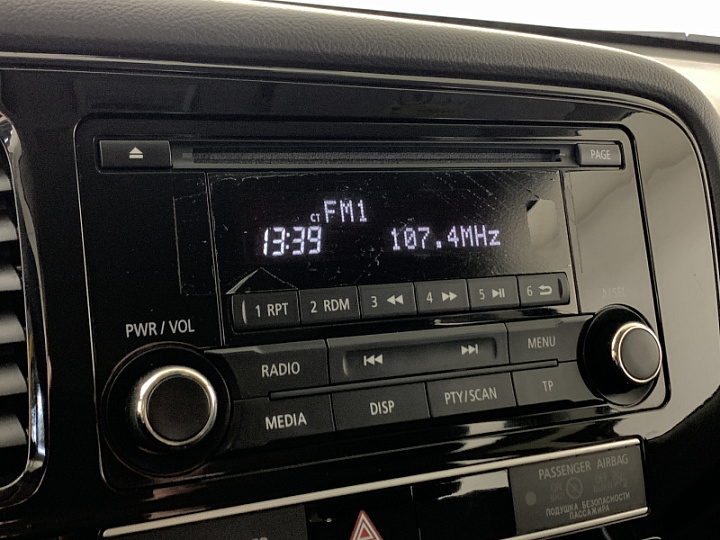 PAGE
CT FM1
13:39 107.4MHz
1 RPT 2 RDM 3 4 5 6
PWR / VOL
RADIO MENU
MEDIA DISP PTY/SCAN TP
PASSENGER AIRBAG
ПОДУШКА БЕЗОПАСНОСТИ
ПАССАЖИРА